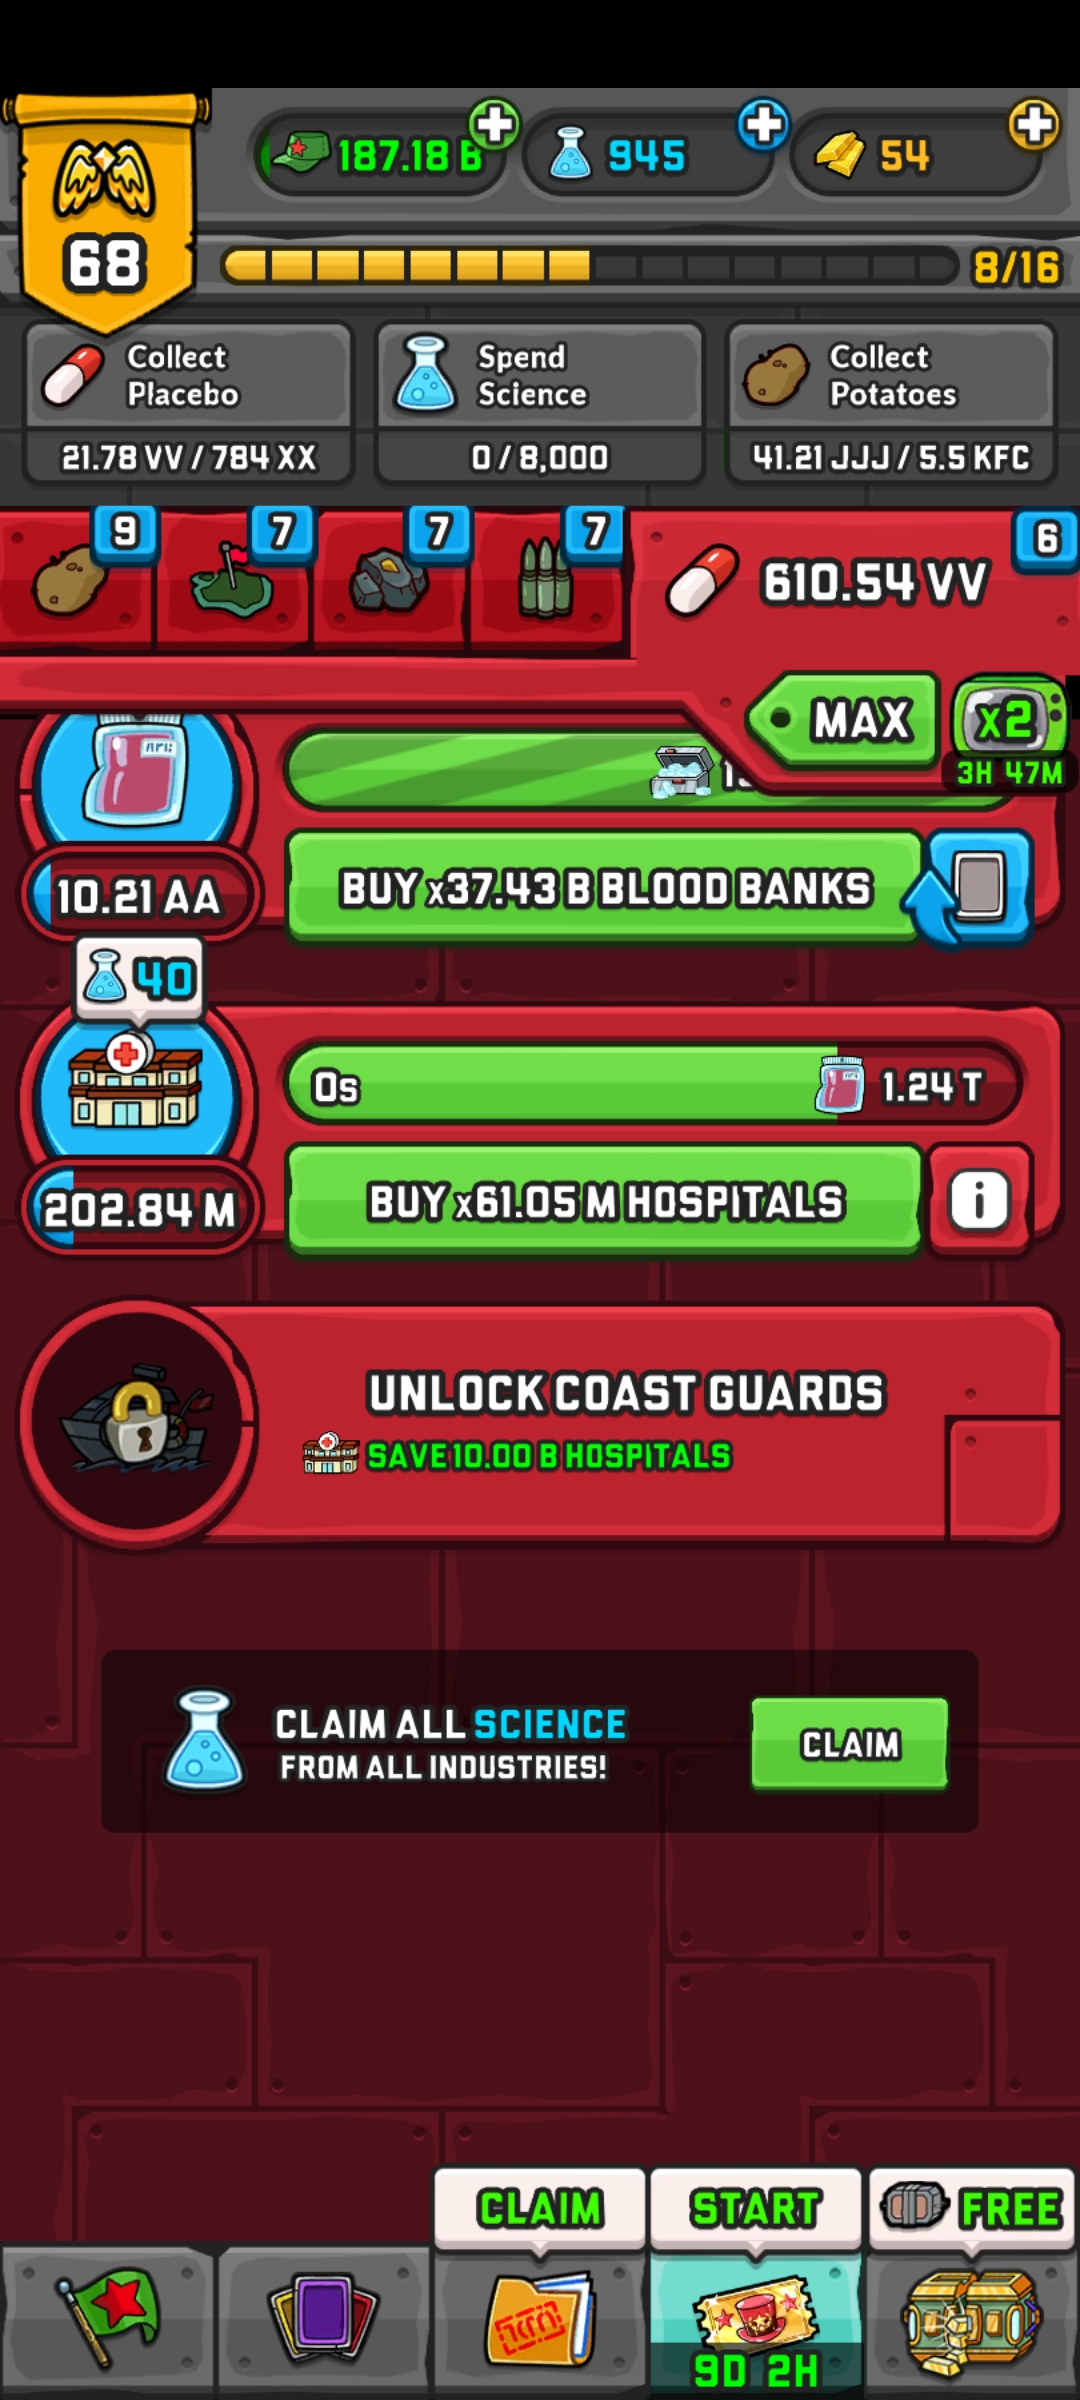 187.18 B
945
54
68
8/16
Collect
Placebo
21.78 VV / 784 XX
Spend
Science
0 / 8,000
Collect
Potatoes
41.21 JJJ / 5.5 KFC
9
7
7
7
6
610.54 VV
MAX
x2
3H 47M
10.21 AA
BUY x37.43 B BLOOD BANKS
40
0s
1.24 T
202.84 M
BUY x61.05 M HOSPITALS
i
UNLOCK COAST GUARDS
SAVE 10.00 B HOSPITALS
CLAIM ALL SCIENCE
FROM ALL INDUSTRIES!
CLAIM
CLAIM
START
FREE
9D 2H